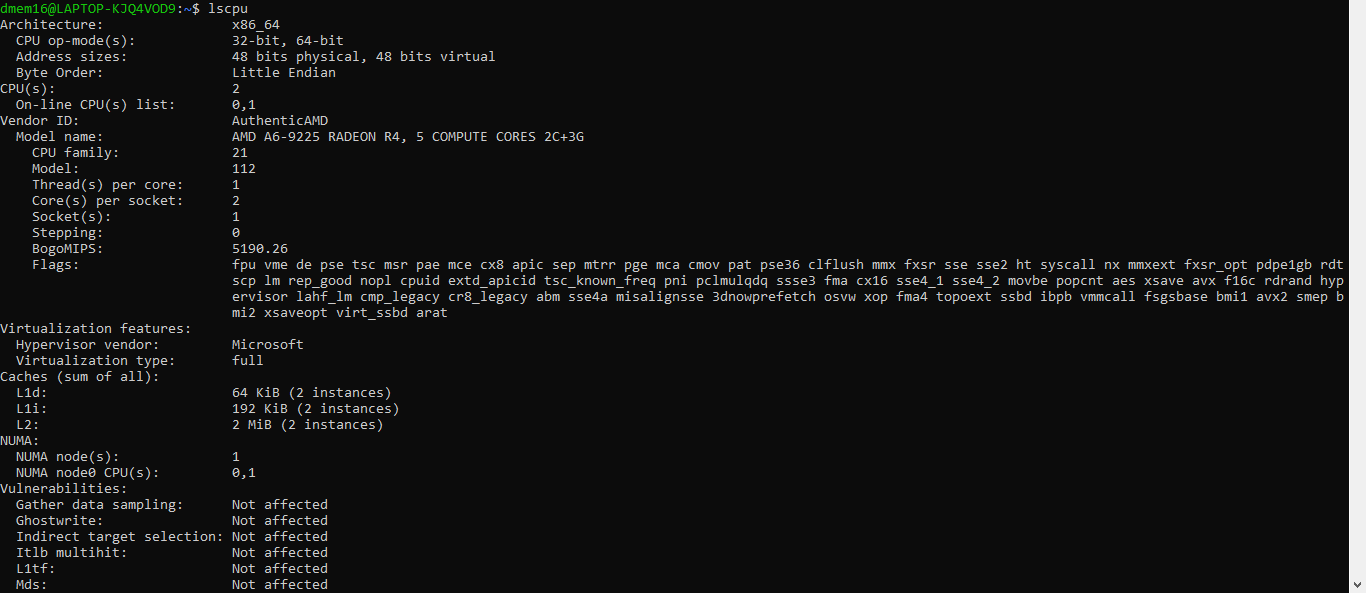 dmem16@LAPTOP-KJQ4VOD9:~$ lscpu
Architecture: x86_64
CPU op-mode(s): 32-bit, 64-bit
Address sizes: 48 bits physical, 48 bits virtual
Byte Order: Little Endian
CPU(s): 2
On-line CPU(s) list: 0,1
Vendor ID: AuthenticAMD
Model name: AMD A6-9225 RADEON R4, 5 COMPUTE CORES 2C+3G
CPU family: 21
Model: 112
Thread(s) per core: 1
Core(s) per socket: 2
Socket(s): 1
Stepping: 0
BogoMIPS: 5190.26
Flags: fpu vme de pse tsc msr pae mce cx8 apic sep mtrr pge mca cmov pat pse36 clflush mmx fxsr sse sse2 ht syscall nx mmxext fxsr_opt pdpe1gb rdt
scp lm rep_good nopl cpuid extd_apicid tsc_known_freq pni pclmulqdq ssse3 fma cx16 sse4_1 sse4_2 movbe popcnt aes xsave avx f16c rdrand hyp
ervisor lahf_lm cmp_legacy cr8_legacy abm sse4a misalignsse 3dnowprefetch osvw xop fma4 topoext ssbd ibpb vmmcall fsgsbase bmi1 avx2 smep b
mi2 xsaveopt virt_ssbd arat
Virtualization features:
Hypervisor vendor: Microsoft
Virtualization type: full
Caches (sum of all):
L1d: 64 KiB (2 instances)
L1i: 192 KiB (2 instances)
L2: 2 MiB (2 instances)
NUMA:
NUMA node(s): 1
NUMA node0 CPU(s): 0,1
Vulnerabilities:
Gather data sampling: Not affected
Ghostwrite: Not affected
Indirect target selection: Not affected
Itlb multihit: Not affected
L1tf: Not affected
Mds: Not affected